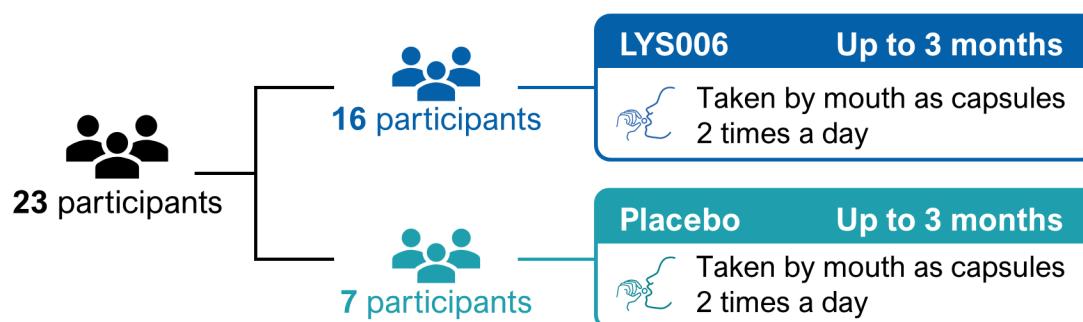 23 participants
16 participants
LYS006 Up to 3 months
Taken by mouth as capsules
2 times a day
7 participants
Placebo Up to 3 months
Taken by mouth as capsules
2 times a day